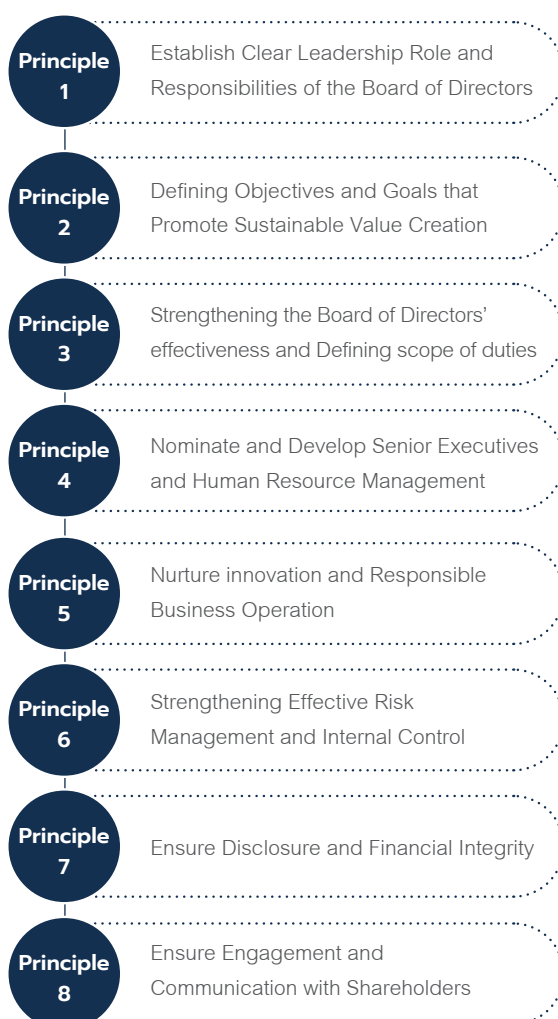 Principle
1
Establish Clear Leadership Role and
Responsibilities of the Board of Directors
Principle
2
Defining Objectives and Goals that
Promote Sustainable Value Creation
Principle
3
Strengthening the Board of Directors’
effectiveness and Defining scope of duties
Principle
4
Nominate and Develop Senior Executives
and Human Resource Management
Principle
5
Nurture innovation and Responsible
Business Operation
Principle
6
Strengthening Effective Risk
Management and Internal Control
Principle
7
Ensure Disclosure and Financial Integrity
Principle
8
Ensure Engagement and
Communication with Shareholders